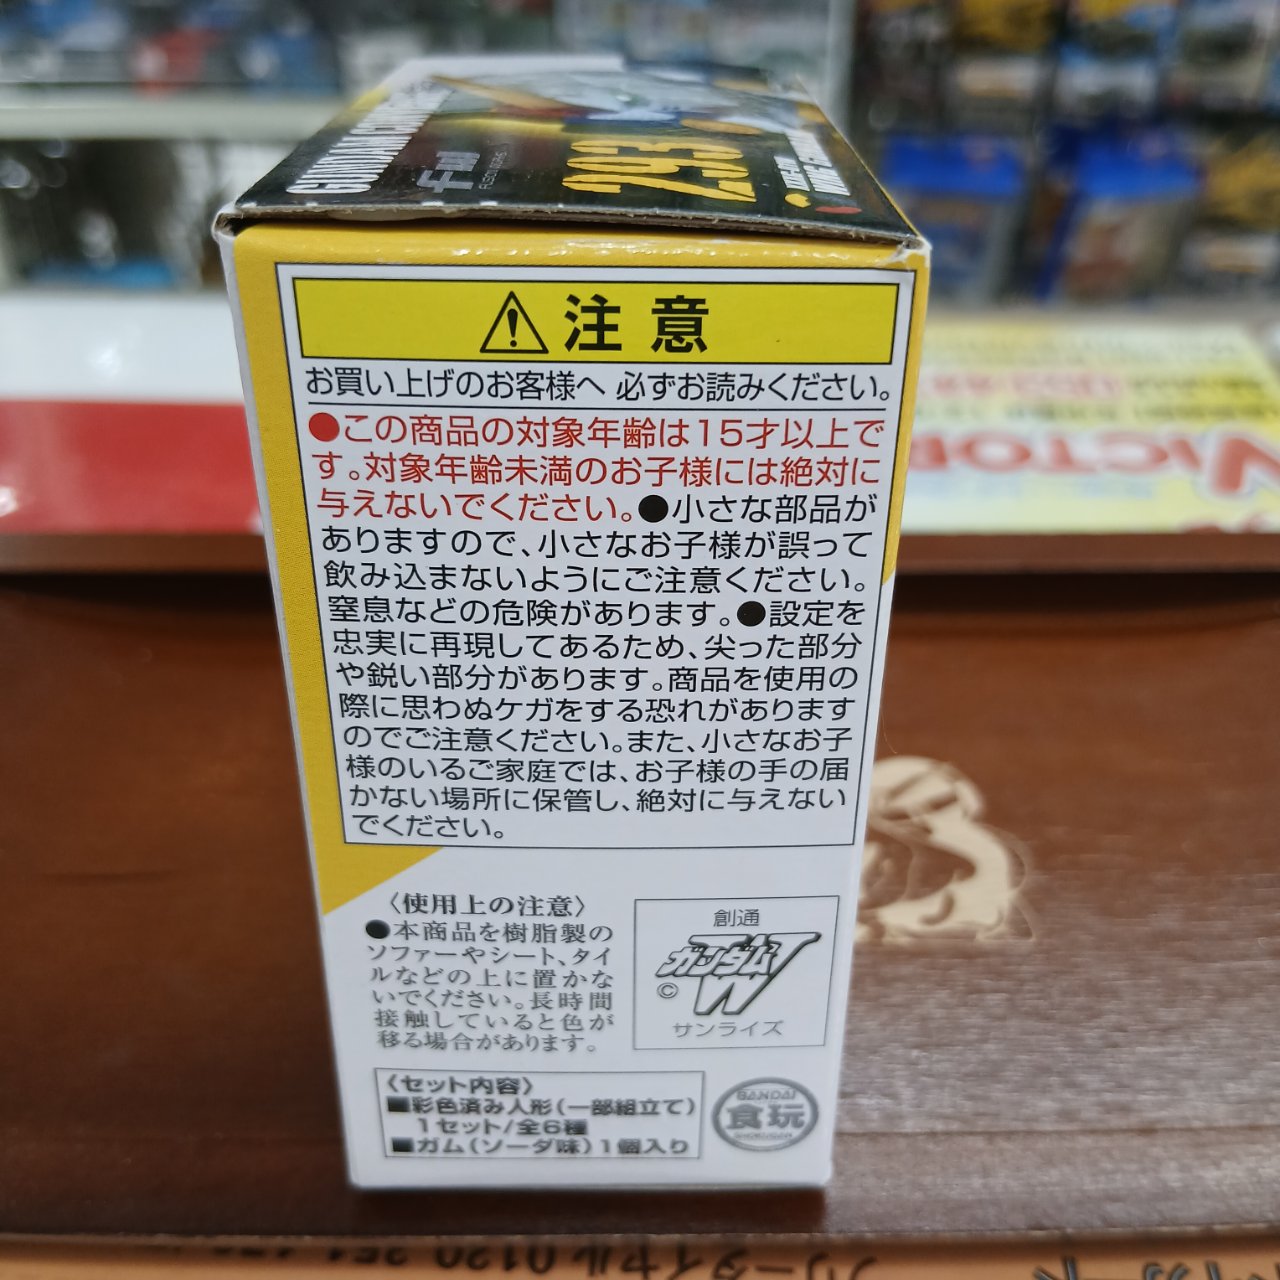 FW
293
注意
お買い上げのお客様へ 必ずお読みください。
●この商品の対象年齢は15才以上で
す。対象年齢未満のお子様には絶対に
与えないでください。●小さな部品が
ありますので、小さなお子様が誤って
飲み込まないようにご注意ください。
窒息などの危険があります。●設定を
忠実に再現してあるため、尖った部分
や鋭い部分があります。商品を使用の
際に思わぬケガをする恐れがあります
のでご注意ください。また、小さなお子
様のいるご家庭では、お子様の手の届
かない場所に保管し、絶対に与えない
でください。
〈使用上の注意〉
●本商品を樹脂製の
ソファーやシート、タイ
ルなどの上に置かな
いでください。長時間
接触していると色が
移る場合があります。
創通
ガンダムW
©
サンライズ
〈セット内容〉
■彩色済み人形(一部組立て)
1セット/全6種
■ガム(ソーダ味)1個入り
BANDAI
食玩
SHOKUGAN
VICTOR
フリーダイヤル 0120